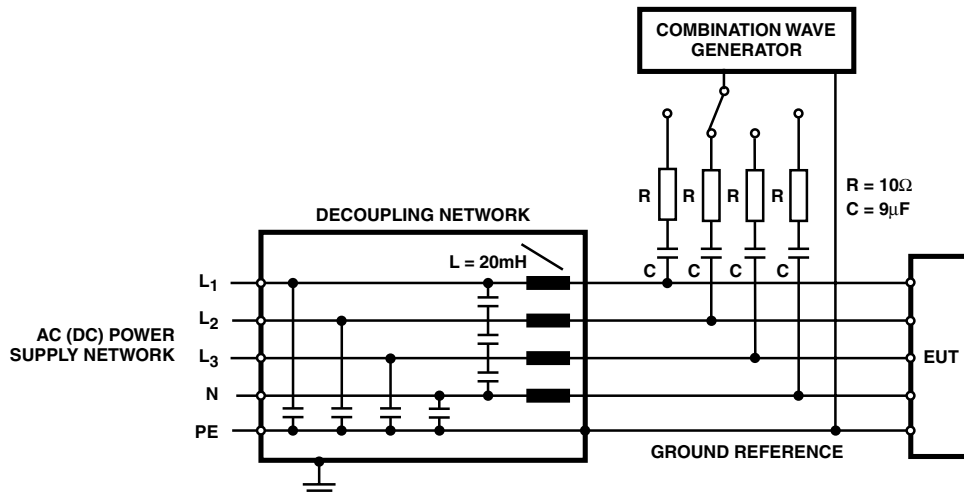 COMBINATION WAVE
GENERATOR
R
R
R
R
R = 10Ω
C = 9μF
DECOUPLING NETWORK
L = 20mH
C
C
C
C
L1
L2
AC (DC) POWER
SUPPLY NETWORK
L3
EUT
N
PE
GROUND REFERENCE